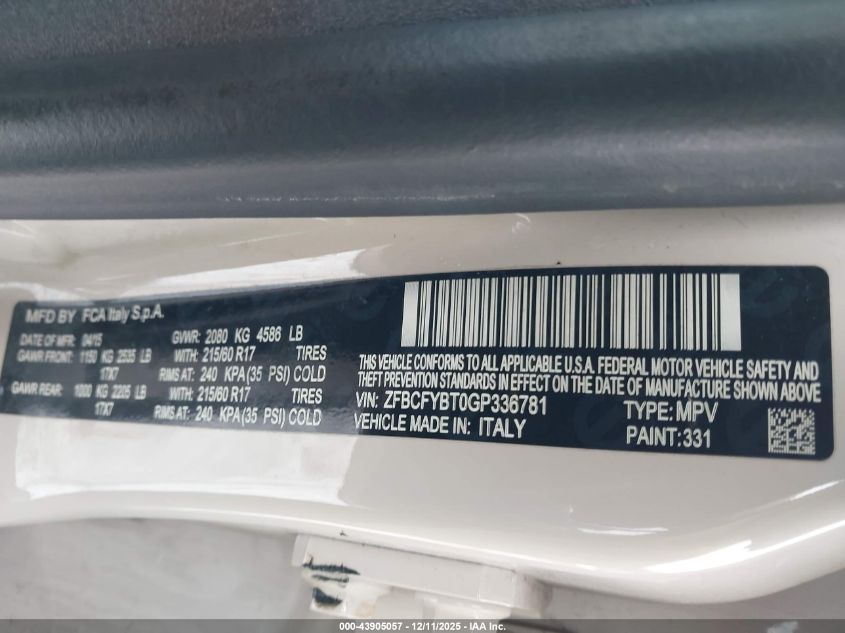 MFD BY FCA Italy S.p.A.
DATE OF MFR: 04/15 GVWR: 2080 KG 4586 LB
GAWR FRONT: 1150 KG 2535 LB WITH: 215/60 R17 TIRES
17X7 RIMS AT: 240 KPA(35 PSI) COLD
GAWR REAR: 1000 KG 2205 LB WITH: 215/60 R17 TIRES
17X7 RIMS AT: 240 KPA(35 PSI) COLD
THIS VEHICLE CONFORMS TO ALL APPLICABLE U.S.A. FEDERAL MOTOR VEHICLE SAFETY AND
THEFT PREVENTION STANDARDS IN EFFECT ON THE DATE OF MANUFACTURE SHOWN ABOVE
VIN: ZFBCFYBT0GP336781 TYPE: MPV
VEHICLE MADE IN: ITALY PAINT: 331
000-43905057 - 12/11/2025 - IAA Inc.